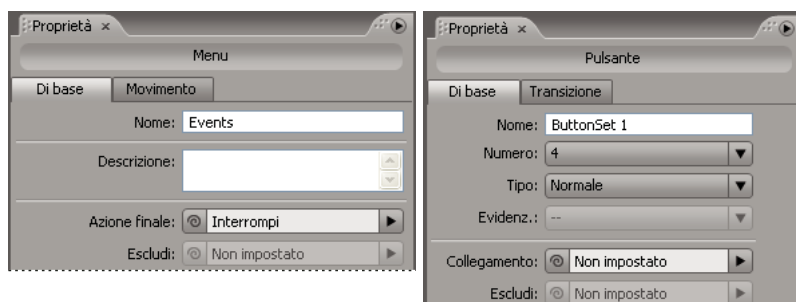 Proprietà ×
Menu
Di base Movimento
Nome: Events
Descrizione:
Azione finale: Interrompi
Escludi: Non impostato
Proprietà ×
Pulsante
Di base Transizione
Nome: ButtonSet 1
Numero: 4
Tipo: Normale
Evidenz.: --
Collegamento: Non impostato
Escludi: Non impostato